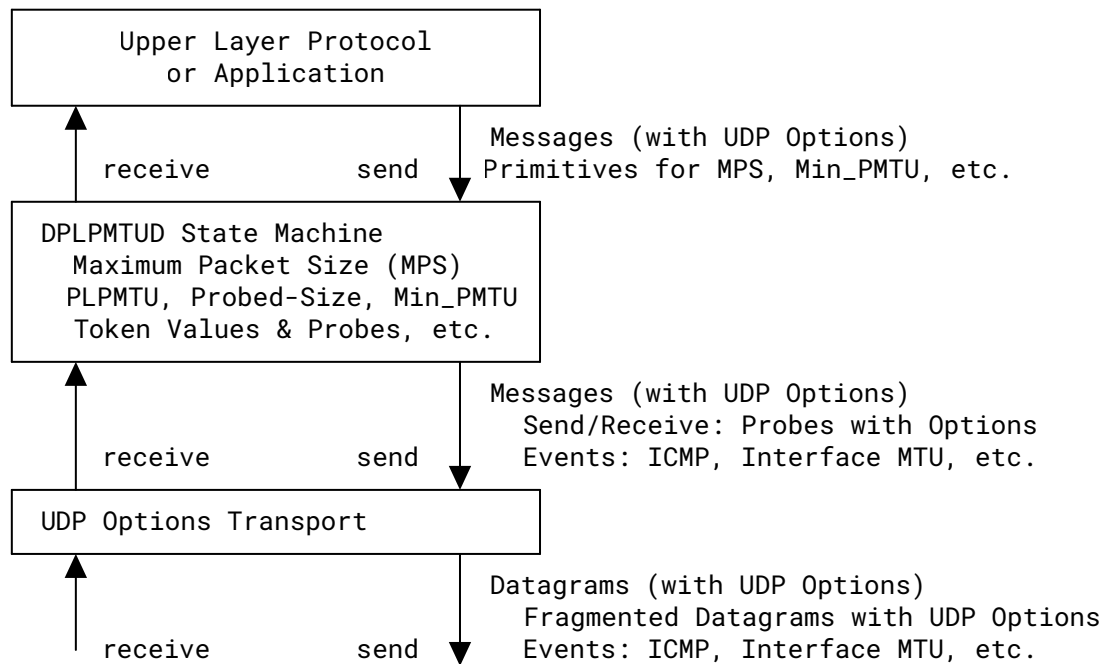 Upper Layer Protocol
or Application
Messages (with UDP Options)
receive send Primitives for MPS, Min_PMTU, etc.
DPLPMTUD State Machine
Maximum Packet Size (MPS)
PLPMTU, Probed-Size, Min_PMTU
Token Values & Probes, etc.
Messages (with UDP Options)
Send/Receive: Probes with Options
receive send Events: ICMP, Interface MTU, etc.
UDP Options Transport
Datagrams (with UDP Options)
Fragmented Datagrams with UDP Options
receive send Events: ICMP, Interface MTU, etc.